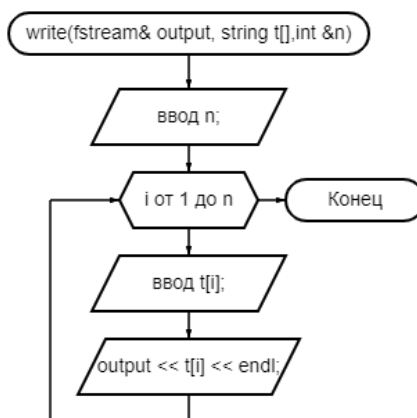 write(fstream& output, string t[],int &n)
ввод n;
i от 1 до n
Конец
ввод t[i];
output << t[i] << endl;